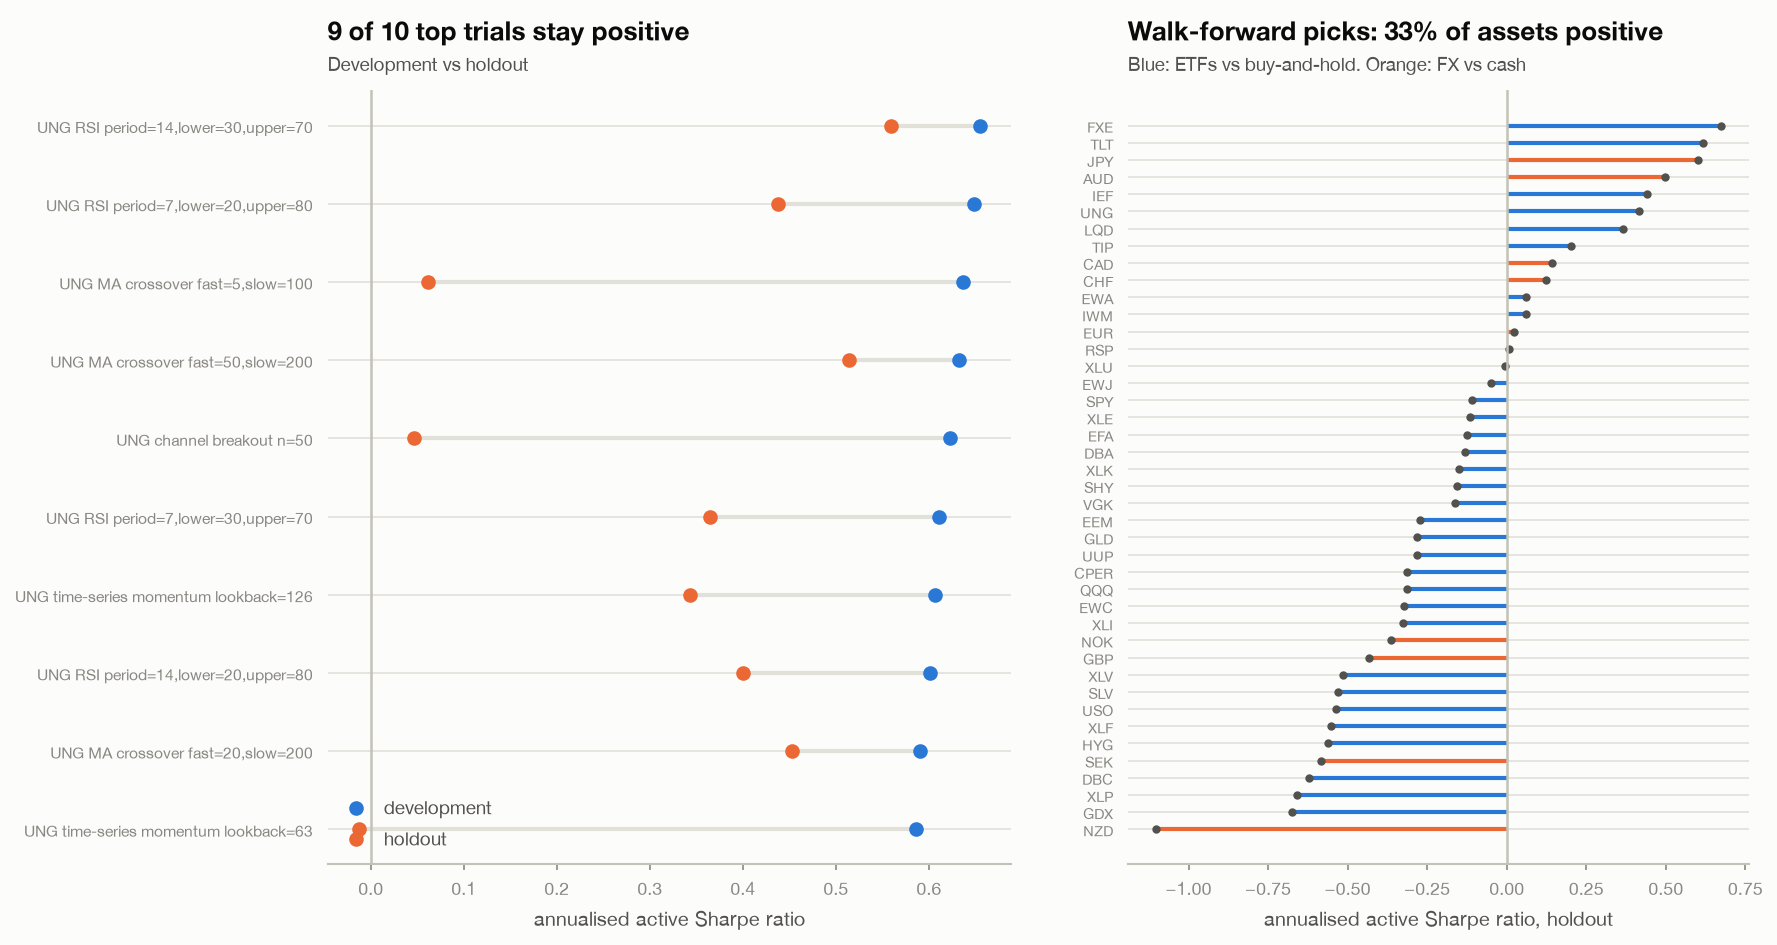 9 of 10 top trials stay positive
Development vs holdout
UNG RSI period=14,lower=30,upper=70
UNG RSI period=7,lower=20,upper=80
UNG MA crossover fast=5,slow=100
UNG MA crossover fast=50,slow=200
UNG channel breakout n=50
UNG RSI period=7,lower=30,upper=70
UNG time-series momentum lookback=126
UNG RSI period=14,lower=20,upper=80
UNG MA crossover fast=20,slow=200
UNG time-series momentum lookback=63
development
holdout
0.0 0.1 0.2 0.3 0.4 0.5 0.6
annualised active Sharpe ratio
Walk-forward picks: 33% of assets positive
Blue: ETFs vs buy-and-hold. Orange: FX vs cash
FXE
TLT
JPY
AUD
IEF
UNG
LQD
TIP
CAD
CHF
EWA
IWM
EUR
RSP
XLU
EWJ
SPY
XLE
EFA
DBA
XLK
SHY
VGK
EEM
GLD
UUP
CPER
QQQ
EWC
XLI
NOK
GBP
XLV
SLV
USO
XLF
HYG
SEK
DBC
XLP
GDX
NZD
−1.00 −0.75 −0.50 −0.25 0.00 0.25 0.50 0.75
annualised active Sharpe ratio, holdout